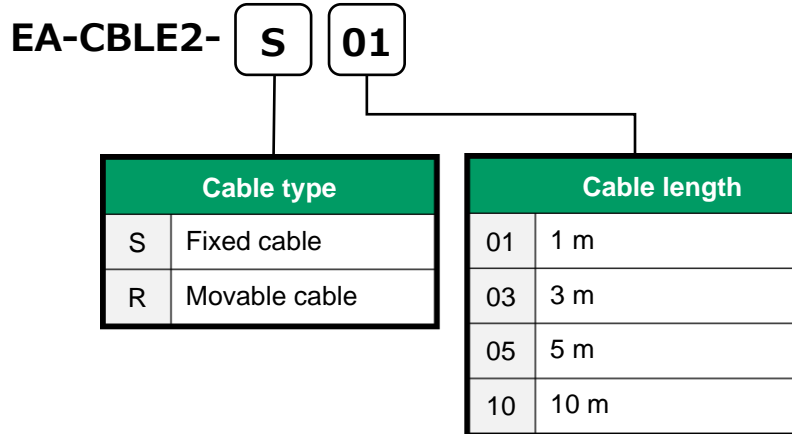 EA-CBLE2- S 01
Cable type
S Fixed cable
R Movable cable
Cable length
01 1 m
03 3 m
05 5 m
10 10 m